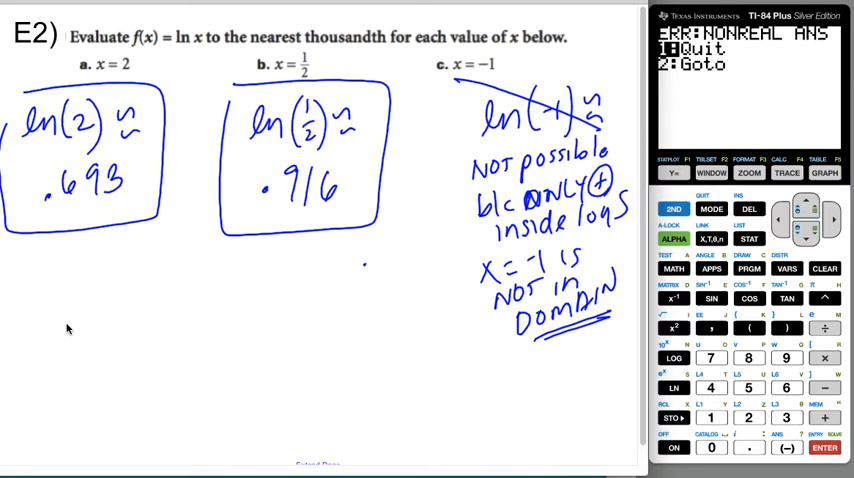 E2) Evaluate f(x) = ln x to the nearest thousandth for each value of x below.
a. x = 2 b. x = 1/2 c. x = −1
ln(2) ≈
.693
ln(1/2) ≈
.916
ln(-1) ≈
NOT possible
b/c ONLY +
inside logs
x = -1 is
NOT in
DOMAIN
TEXAS INSTRUMENTS TI-84 Plus Silver Edition
ERR:NONREAL ANS
1:Quit
2:Goto
STATPLOT F1 TBLSET F2 FORMAT F3 CALC F4 TABLE F5
Y= WINDOW ZOOM TRACE GRAPH
QUIT INS
2ND MODE DEL
A-LOCK LINK LIST
ALPHA X,T,θ,n STAT
TEST A ANGLE B DRAW C DISTR
MATH APPS PRGM VARS CLEAR
MATRIX D SIN⁻¹ E COS⁻¹ F TAN⁻¹ G π H
x⁻¹ SIN COS TAN ^
√ I EE J { K } L e M
x² , ( ) ÷
10ˣ N u O v P w Q [ R
LOG 7 8 9 ×
eˣ S L4 T L5 U L6 V ] W
LN 4 5 6 −
RCL X L1 Y L2 Z L3 θ MEM "
STO▸ 1 2 3 +
OFF CATALOG i : ANS ? ENTRY SOLVE
ON 0 . (−) ENTER